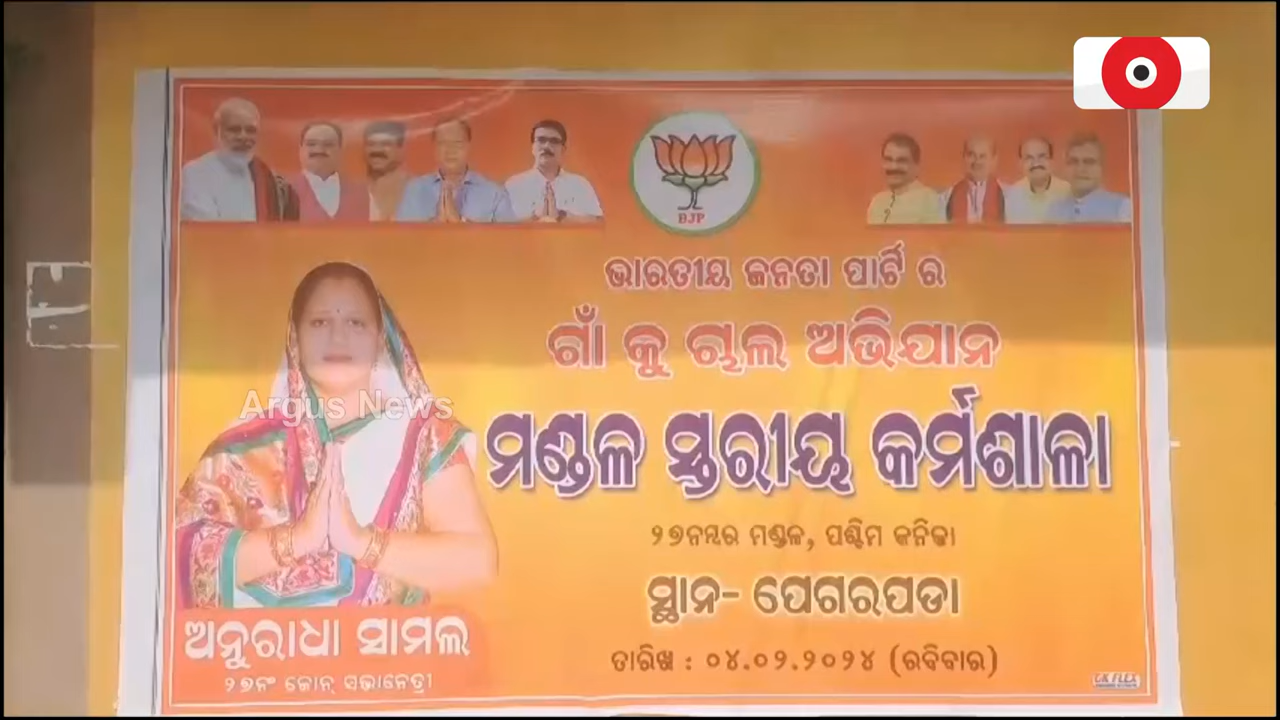 BJP
ଭାରତୀୟ ଜନତା ପାର୍ଟି ର
ଗାଁ କୁ ଚାଲ ଅଭିଯାନ
ମଣ୍ଡଳ ସ୍ତରୀୟ କର୍ମଶାଳା
୨୭ନମ୍ବର ମଣ୍ଡଳ, ପଶ୍ଚିମ କନିକା
ସ୍ଥାନ- ପେଗରପଡା
ତାରିଖ : ୦୪.୦୨.୨୦୨୪ (ରବିବାର)
Argus News
ଅନୁରାଧା ସାମଲ
୨୭ନଂ ଜୋନ୍ ସଭାନେତ୍ରୀ